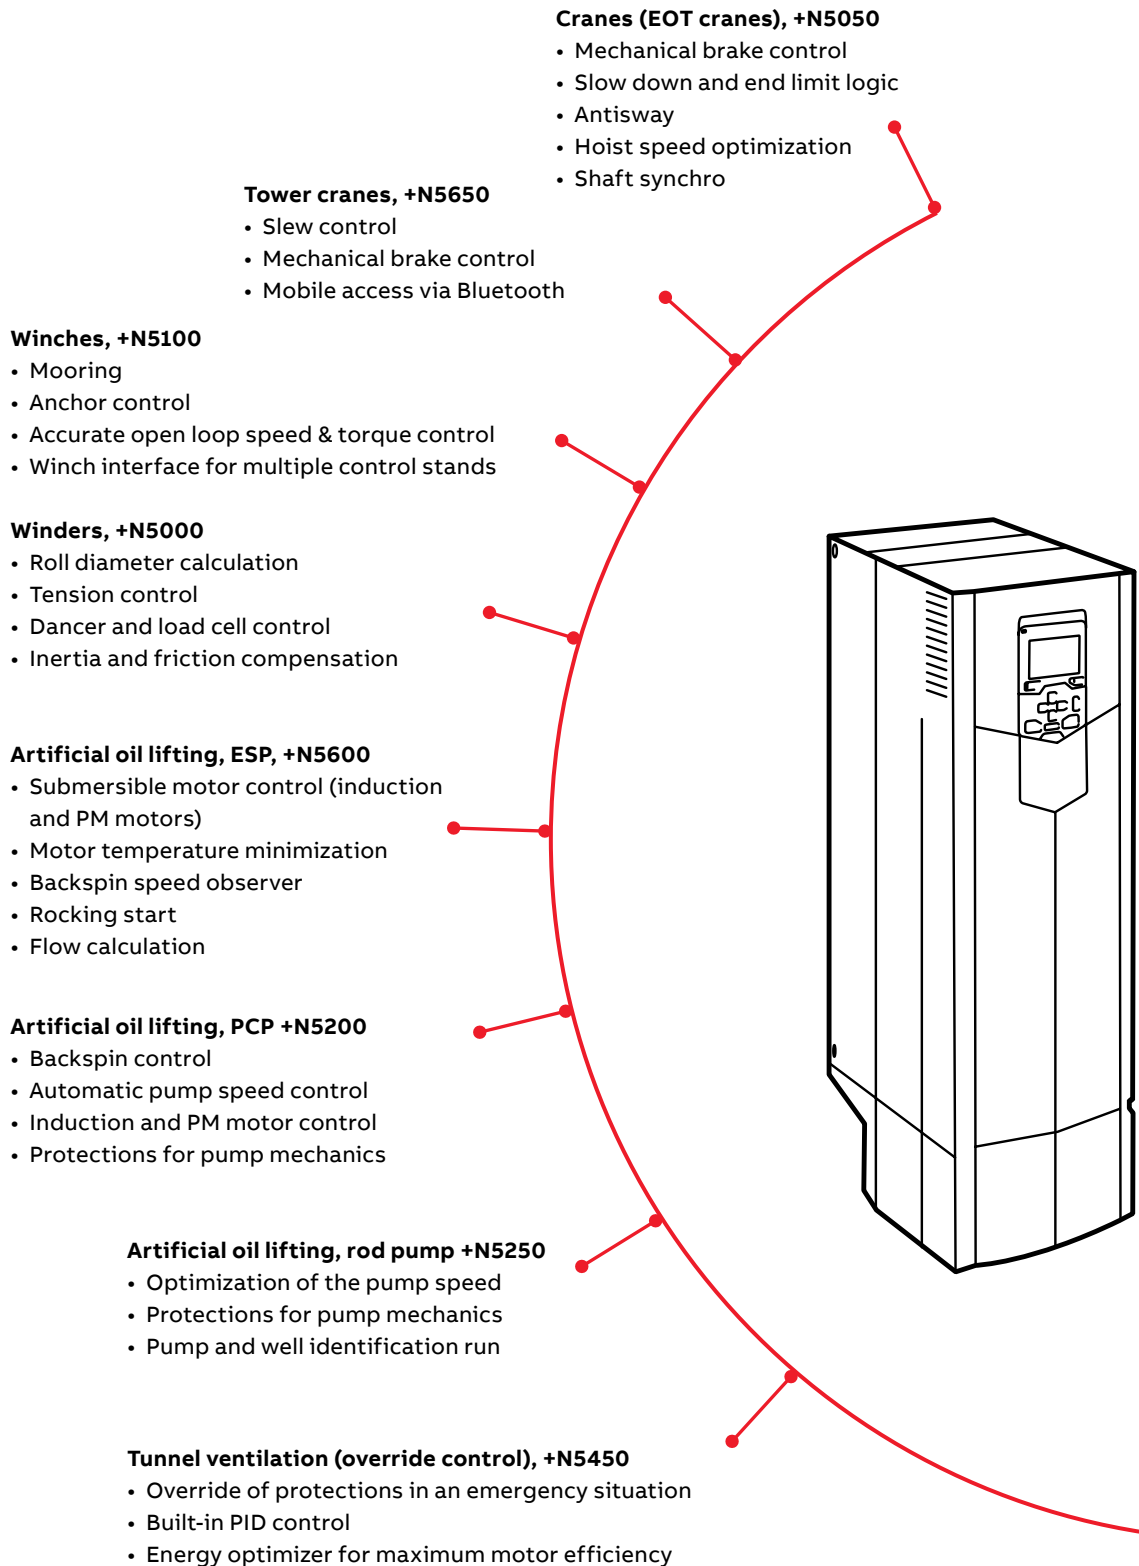 Cranes (EOT cranes), +N5050
• Mechanical brake control
• Slow down and end limit logic
• Antisway
• Hoist speed optimization
• Shaft synchro
Tower cranes, +N5650
• Slew control
• Mechanical brake control
• Mobile access via Bluetooth
Winches, +N5100
• Mooring
• Anchor control
• Accurate open loop speed & torque control
• Winch interface for multiple control stands
Winders, +N5000
• Roll diameter calculation
• Tension control
• Dancer and load cell control
• Inertia and friction compensation
Artificial oil lifting, ESP, +N5600
• Submersible motor control (induction
and PM motors)
• Motor temperature minimization
• Backspin speed observer
• Rocking start
• Flow calculation
Artificial oil lifting, PCP +N5200
• Backspin control
• Automatic pump speed control
• Induction and PM motor control
• Protections for pump mechanics
Artificial oil lifting, rod pump +N5250
• Optimization of the pump speed
• Protections for pump mechanics
• Pump and well identification run
Tunnel ventilation (override control), +N5450
• Override of protections in an emergency situation
• Built-in PID control
• Energy optimizer for maximum motor efficiency